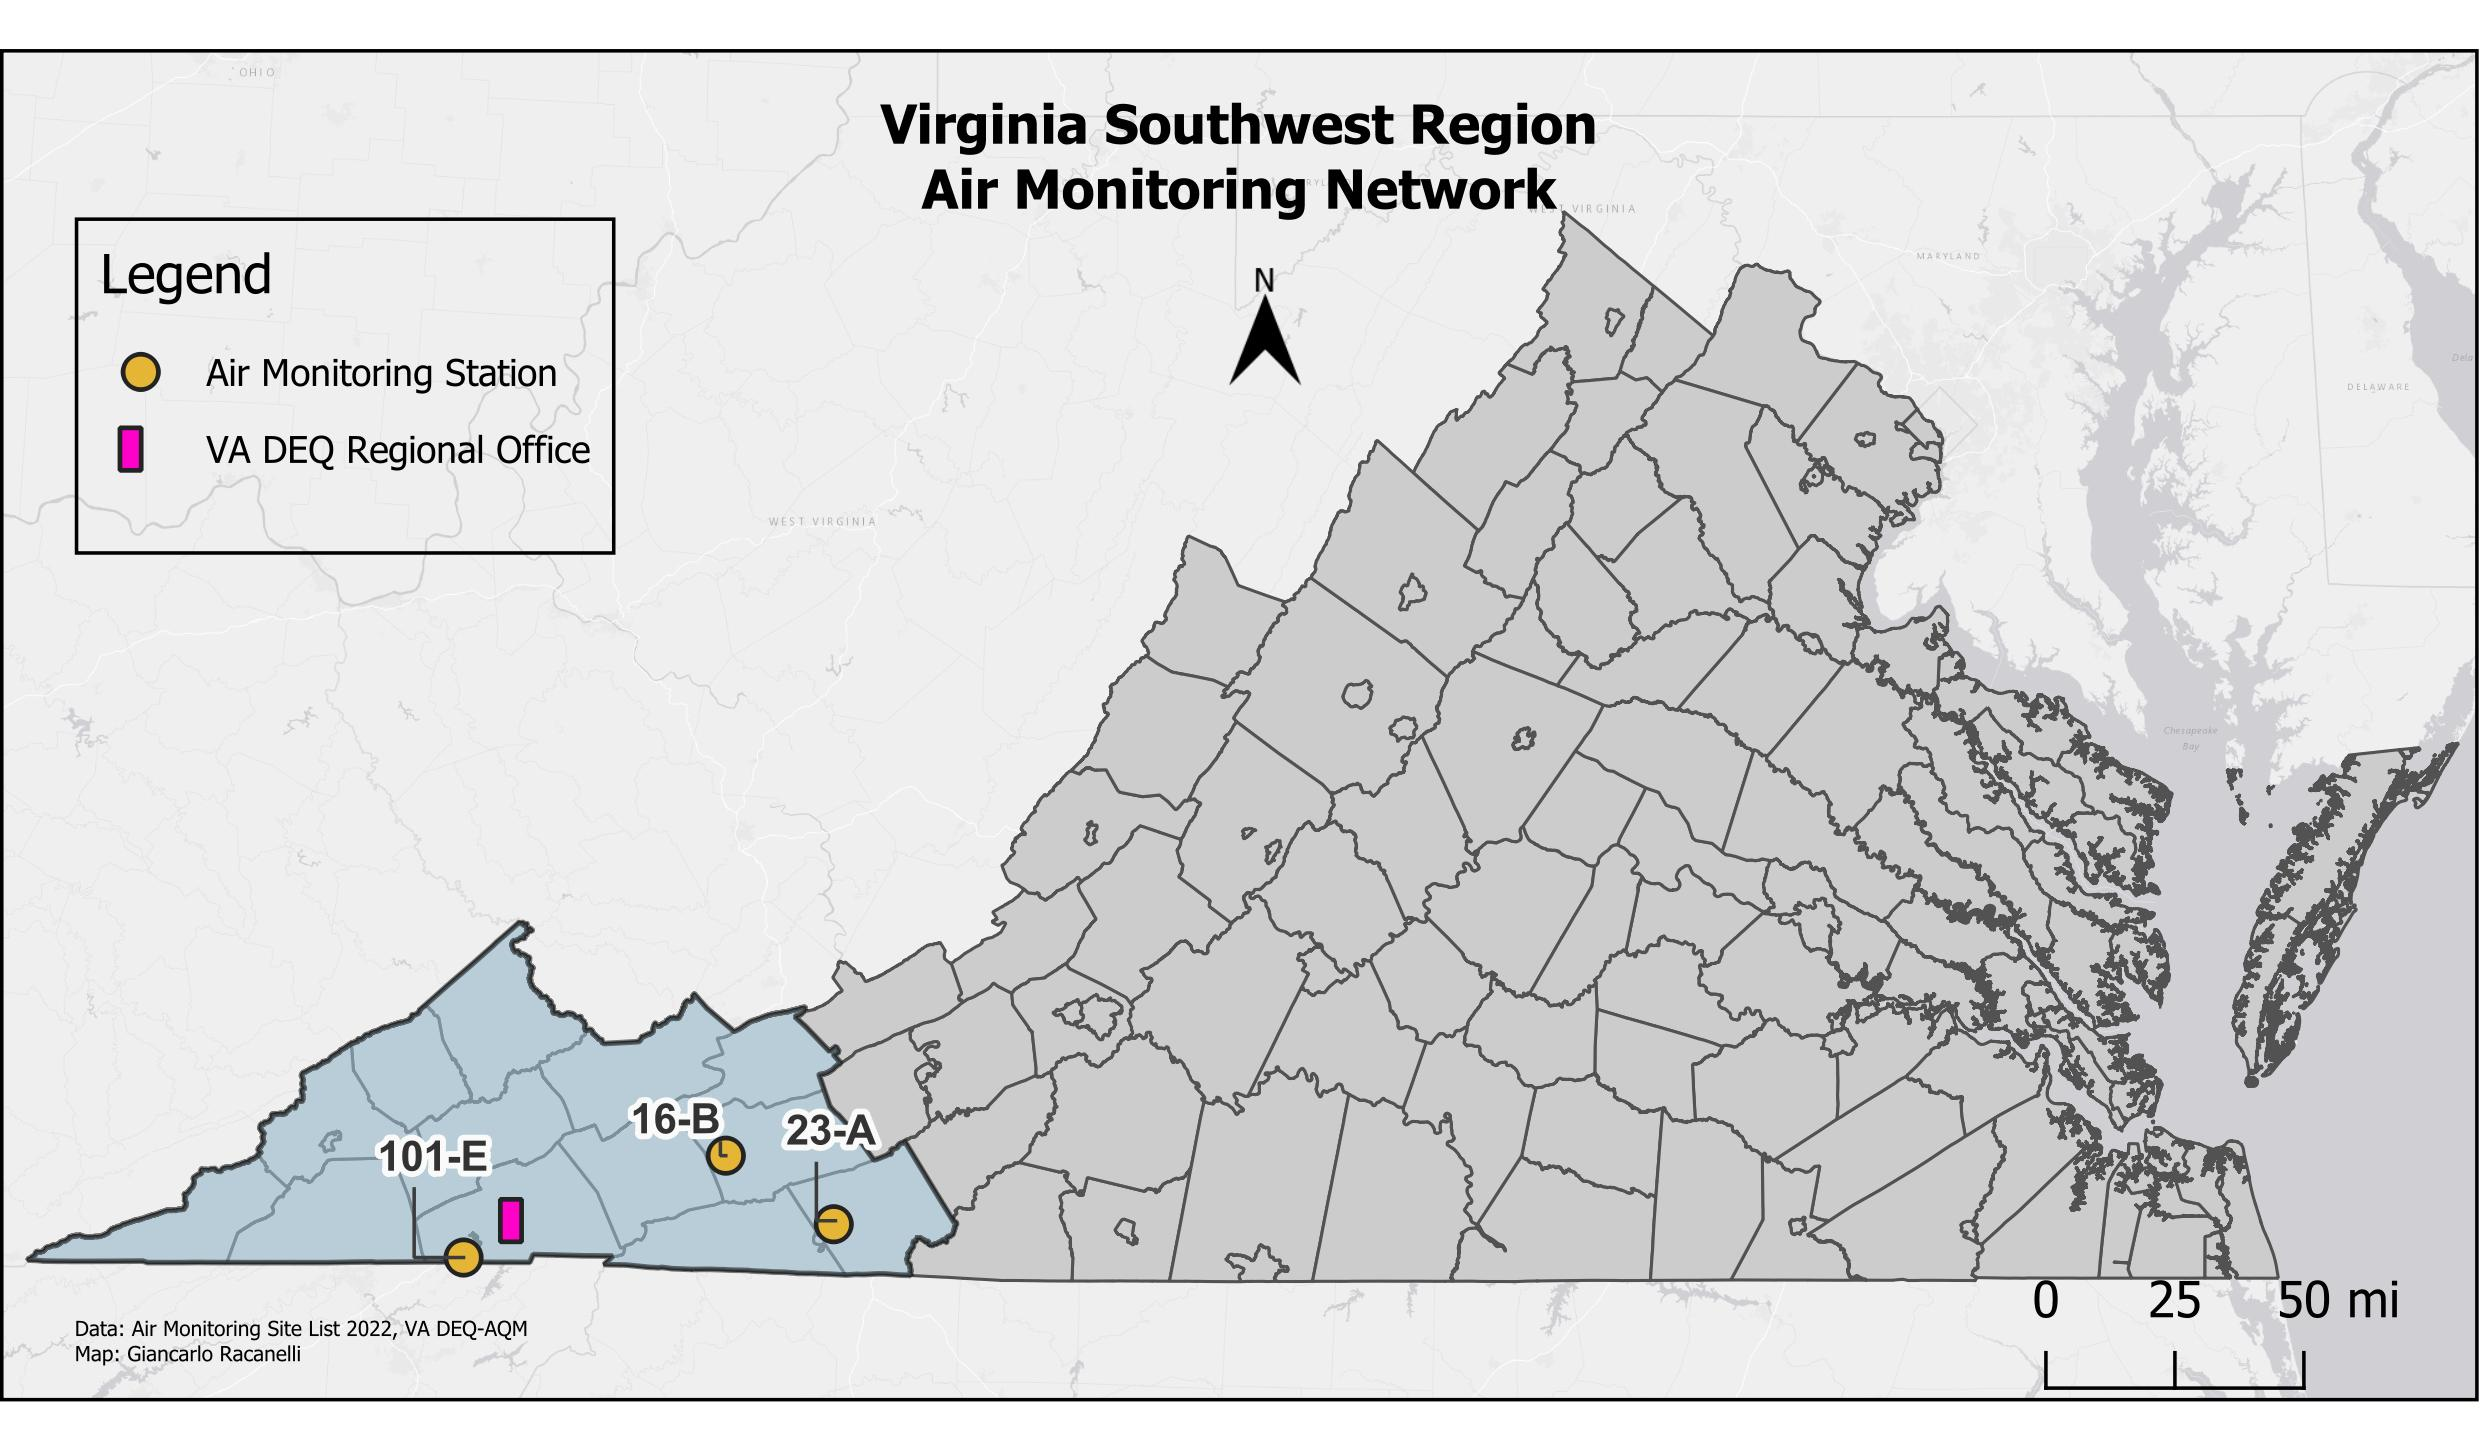 OHIO
Virginia Southwest Region
Air Monitoring Network
WEST VIRGINIA
MARYLAND
N
Legend
Air Monitoring Station
VA DEQ Regional Office
DELAWARE
WEST VIRGINIA
Chesapeake
Bay
16-B
23-A
101-E
0 25 50 mi
Data: Air Monitoring Site List 2022, VA DEQ-AQM
Map: Giancarlo Racanelli